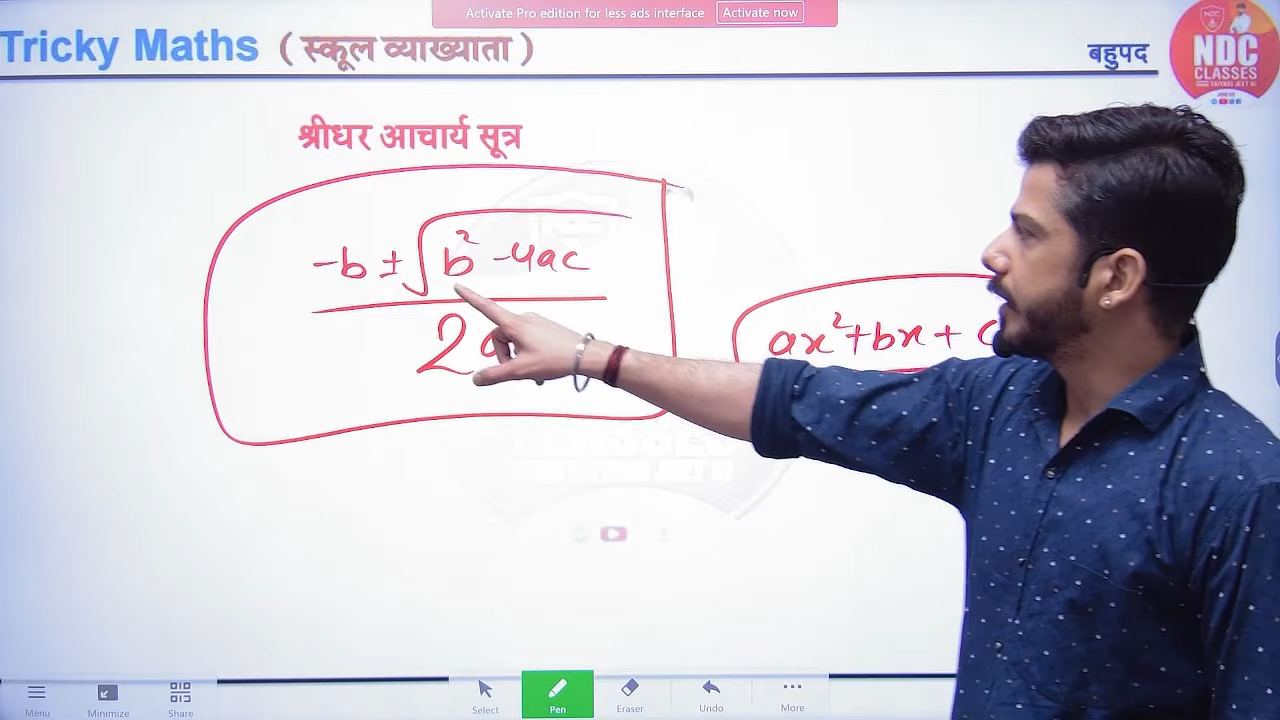 Activate Pro edition for less ads interface Activate now
Tricky Maths ( स्कूल व्याख्याता )
बहुपद
NDC
CLASSES
श्रीधर आचार्य सूत्र
-b ± √b² -4ac
2a
ax²+bx+ c
Menu Minimize Share Select Pen Eraser Undo More